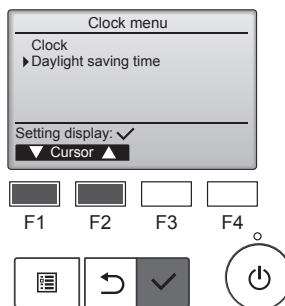 Clock menu
Clock
Daylight saving time
Setting display:
Cursor
F1 F2 F3 F4